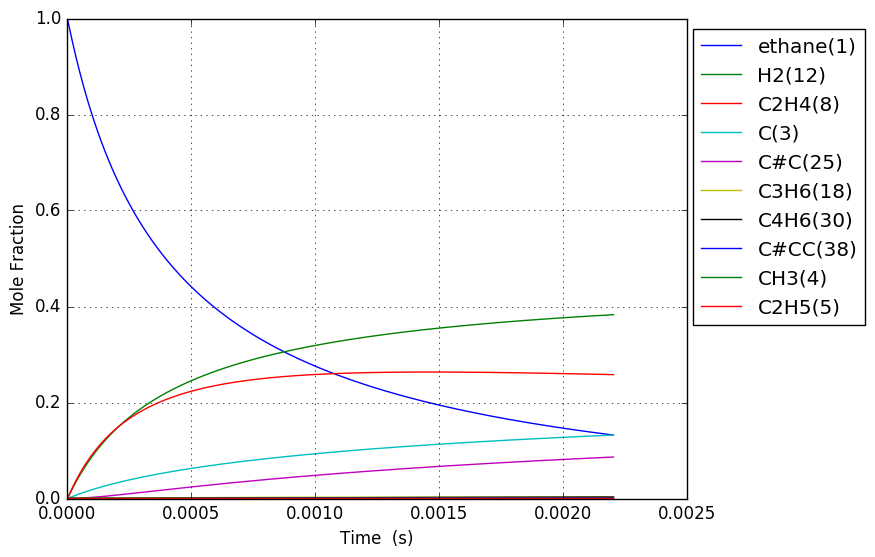 1.0
0.8
0.6
0.4
0.2
0.0
Mole Fraction
0.0000 0.0005 0.0010 0.0015 0.0020 0.0025
Time (s)
ethane(1)
H2(12)
C2H4(8)
C(3)
C#C(25)
C3H6(18)
C4H6(30)
C#CC(38)
CH3(4)
C2H5(5)